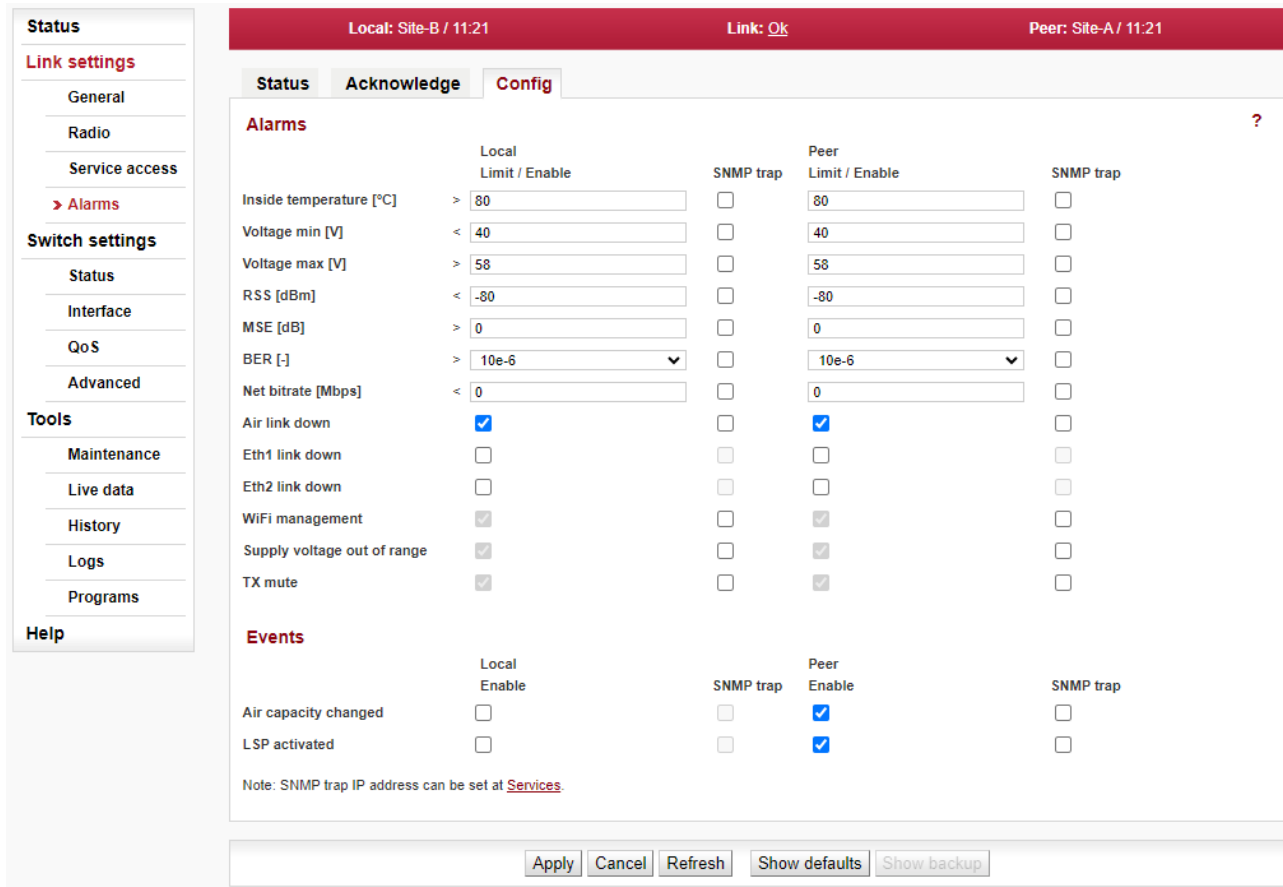 Status
Link settings
General
Radio
Service access
Alarms
Switch settings
Status
Interface
QoS
Advanced
Tools
Maintenance
Live data
History
Logs
Programs
Help
Local: Site-B / 11:21 Link: Ok Peer: Site-A / 11:21
Status Acknowledge Config
Alarms ?
Local Peer
Limit / Enable SNMP trap Limit / Enable SNMP trap
Inside temperature [°C] > 80 80
Voltage min [V] < 40 40
Voltage max [V] > 58 58
RSS [dBm] < -80 -80
MSE [dB] > 0 0
BER [-] > 10e-6 10e-6
Net bitrate [Mbps] < 0 0
Air link down
Eth1 link down
Eth2 link down
WiFi management
Supply voltage out of range
TX mute
Events
Local Peer
Enable SNMP trap Enable SNMP trap
Air capacity changed
LSP activated
Note: SNMP trap IP address can be set at Services.
Apply Cancel Refresh Show defaults Show backup